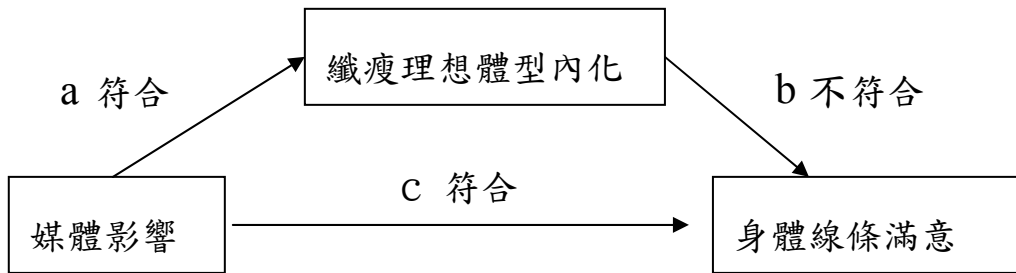 纖瘦理想體型內化
a 符合
b 不符合
c 符合
媒體影響
身體線條滿意